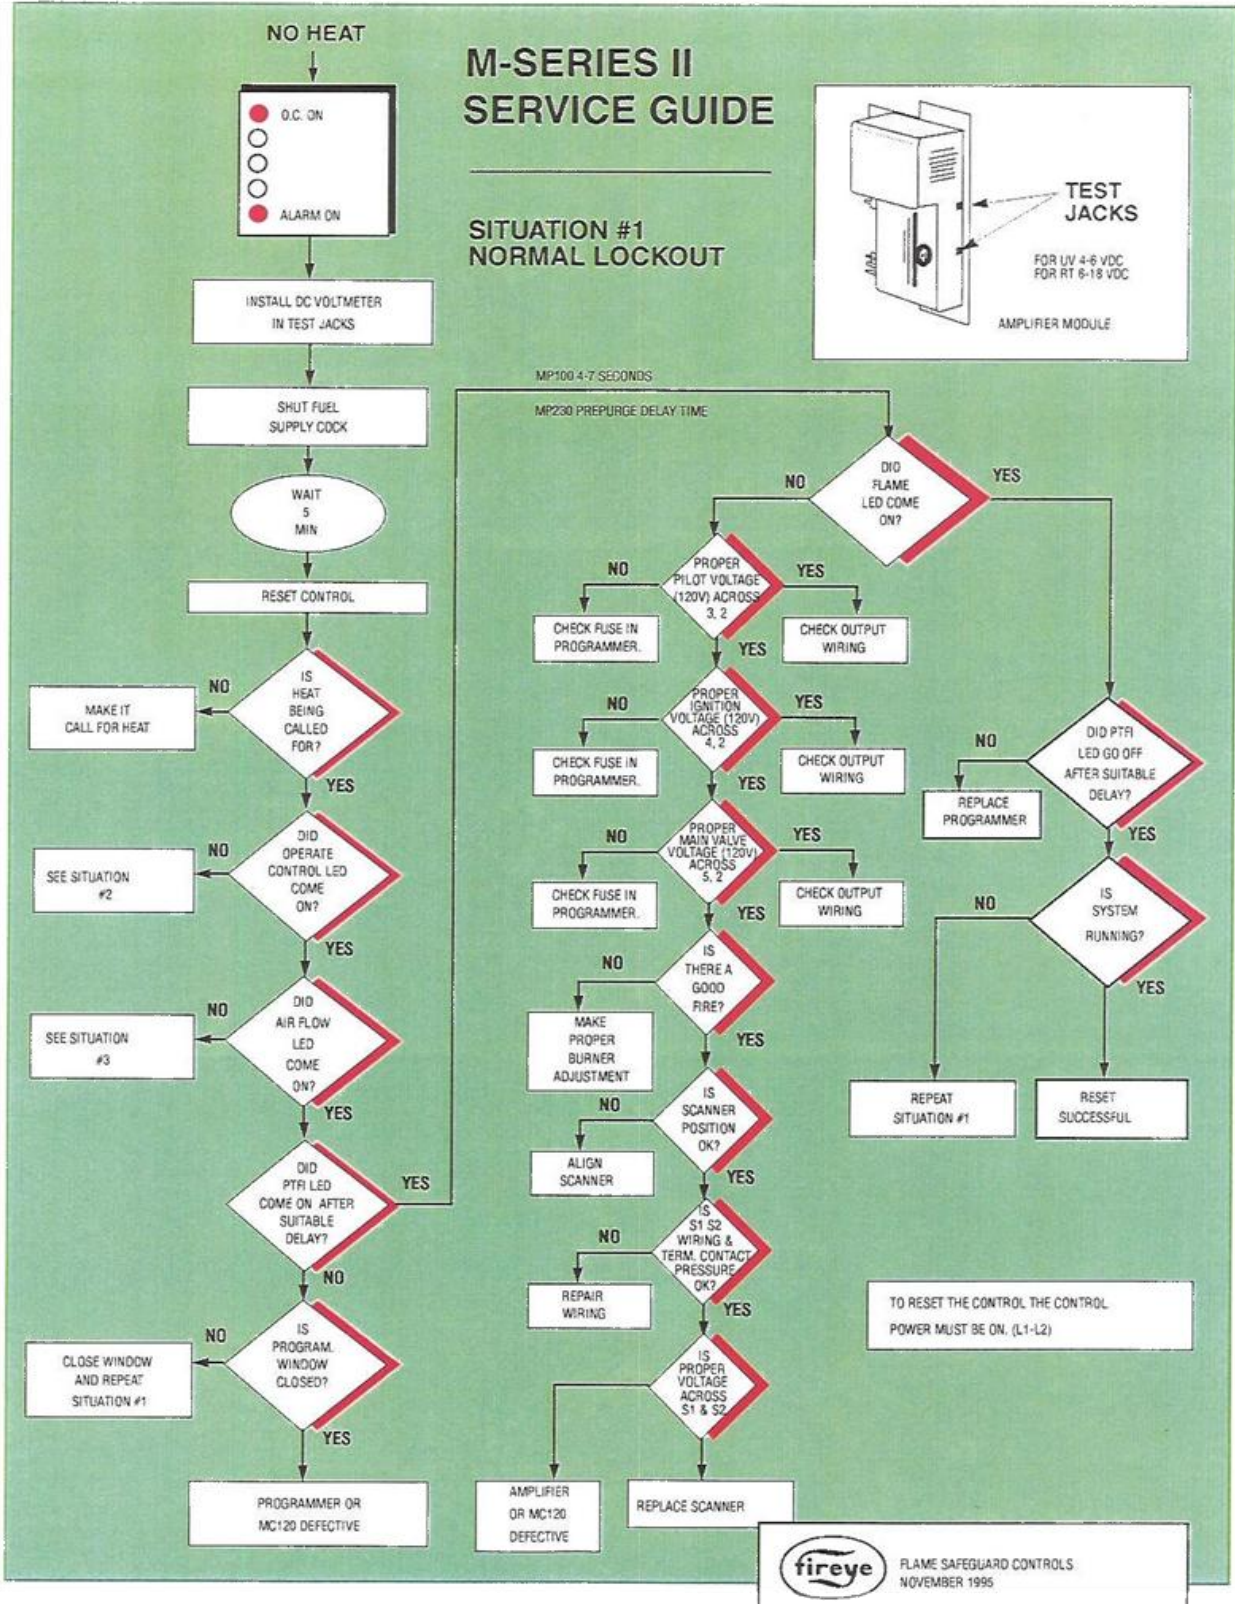 NO HEAT
M-SERIES II
SERVICE GUIDE
SITUATION #1
NORMAL LOCKOUT
O.C. ON
ALARM ON
TEST
JACKS
FOR UV 4-6 VDC
FOR RT 6-18 VDC
AMPLIFIER MODULE
INSTALL DC VOLTMETER
IN TEST JACKS
SHUT FUEL
SUPPLY COCK
WAIT
5
MIN
RESET CONTROL
IS
HEAT
BEING
CALLED
FOR?
NO
MAKE IT
CALL FOR HEAT
YES
DID
OPERATE
CONTROL LED
COME
ON?
NO
SEE SITUATION
#2
YES
DID
AIR FLOW
LED
COME
ON?
NO
SEE SITUATION
#3
YES
DID
PTFI LED
COME ON AFTER
SUITABLE
DELAY?
YES
NO
IS
PROGRAM.
WINDOW
CLOSED?
NO
CLOSE WINDOW
AND REPEAT
SITUATION #1
YES
PROGRAMMER OR
MC120 DEFECTIVE
MP100 4-7 SECONDS
MP230 PREPURGE DELAY TIME
DID
FLAME
LED COME
ON?
NO
YES
PROPER
PILOT VOLTAGE
(120V) ACROSS
3, 2
NO
CHECK FUSE IN
PROGRAMMER.
YES
CHECK OUTPUT
WIRING
YES
PROPER
IGNITION
VOLTAGE (120V)
ACROSS
4, 2
NO
CHECK FUSE IN
PROGRAMMER.
YES
CHECK OUTPUT
WIRING
YES
PROPER
MAIN VALVE
VOLTAGE (120V)
ACROSS
5, 2
NO
CHECK FUSE IN
PROGRAMMER.
YES
CHECK OUTPUT
WIRING
YES
IS
THERE A
GOOD
FIRE?
NO
MAKE
PROPER
BURNER
ADJUSTMENT
YES
IS
SCANNER
POSITION
OK?
NO
ALIGN
SCANNER
YES
IS
S1 S2
WIRING &
TERM. CONTACT
PRESSURE
OK?
NO
REPAIR
WIRING
YES
IS
PROPER
VOLTAGE
ACROSS
S1 & S2
AMPLIFIER
OR MC120
DEFECTIVE
REPLACE SCANNER
DID PTFI
LED GO OFF
AFTER SUITABLE
DELAY?
NO
REPLACE
PROGRAMMER
YES
IS
SYSTEM
RUNNING?
NO
YES
REPEAT
SITUATION #1
RESET
SUCCESSFUL
TO RESET THE CONTROL THE CONTROL
POWER MUST BE ON. (L1-L2)
fireye
FLAME SAFEGUARD CONTROLS
NOVEMBER 1995